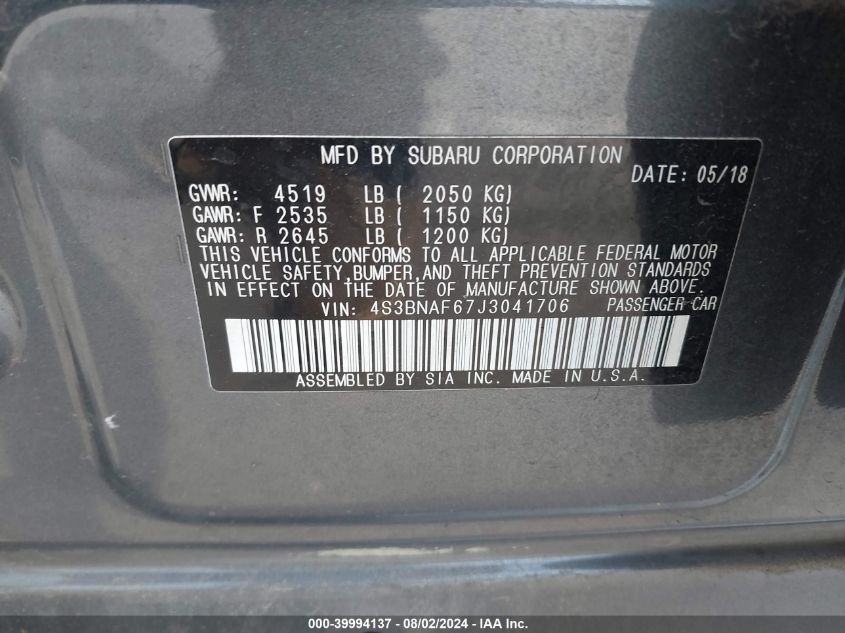 MFD BY SUBARU CORPORATION
DATE: 05/18
GVWR: 4519 LB ( 2050 KG)
GAWR: F 2535 LB ( 1150 KG)
GAWR: R 2645 LB ( 1200 KG)
THIS VEHICLE CONFORMS TO ALL APPLICABLE FEDERAL MOTOR
VEHICLE SAFETY,BUMPER,AND THEFT PREVENTION STANDARDS
IN EFFECT ON THE DATE OF MANUFACTURE SHOWN ABOVE.
VIN: 4S3BNAF67J3041706 PASSENGER CAR
ASSEMBLED BY SIA INC. MADE IN U.S.A.
000-39994137 - 08/02/2024 - IAA Inc.